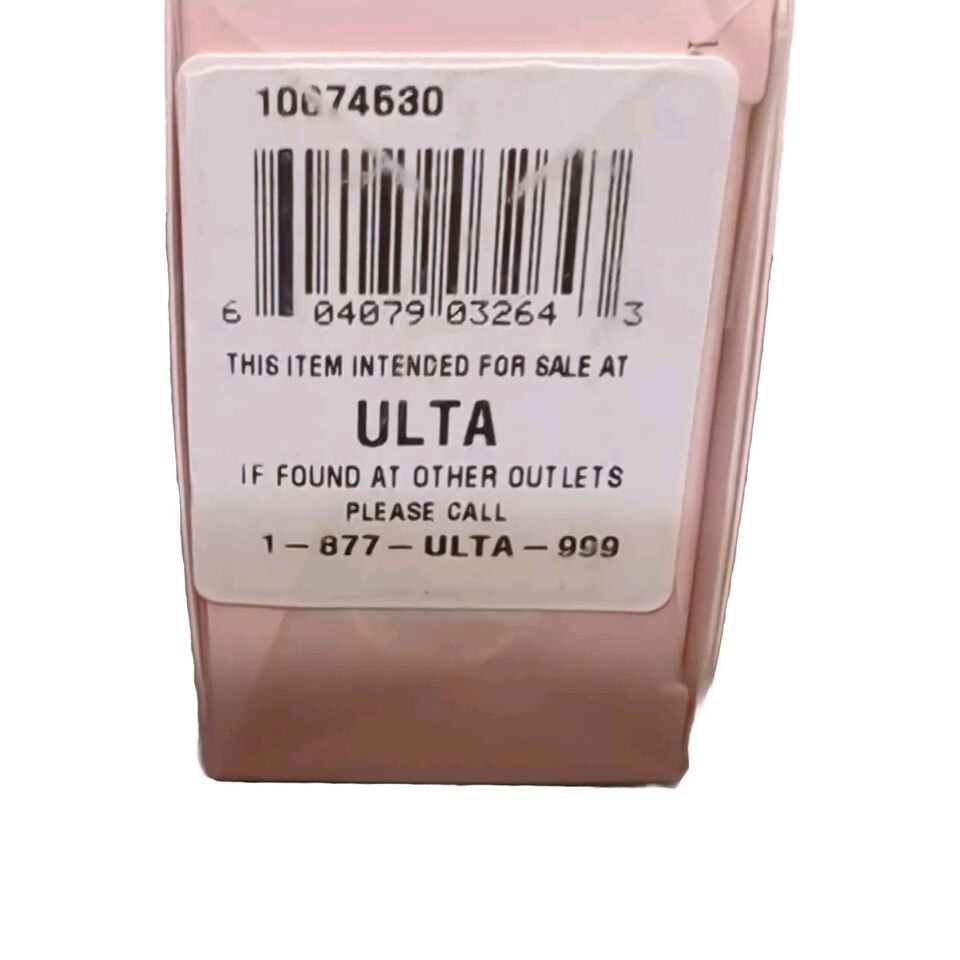 6 04079 03264 3
THIS ITEM INTENDED FOR SALE AT
ULTA
IF FOUND AT OTHER OUTLETS
PLEASE CALL
1-877-ULTA-999